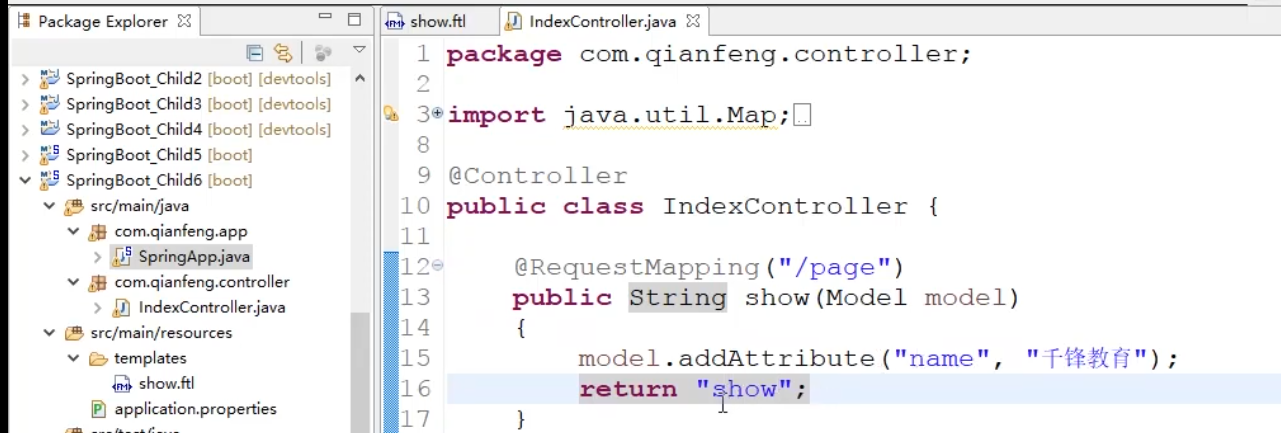 Package Explorer
SpringBoot_Child2 [boot] [devtools]
SpringBoot_Child3 [boot] [devtools]
SpringBoot_Child4 [boot] [devtools]
SpringBoot_Child5 [boot]
SpringBoot_Child6 [boot]
src/main/java
com.qianfeng.app
SpringApp.java
com.qianfeng.controller
IndexController.java
src/main/resources
templates
show.ftl
application.properties
src/test/java
show.ftl
IndexController.java
1 package com.qianfeng.controller;
2
3 import java.util.Map;
8
9 @Controller
10 public class IndexController {
11
12 @RequestMapping("/page")
13 public String show(Model model)
14 {
15 model.addAttribute("name", "千锋教育");
16 return "show";
17 }